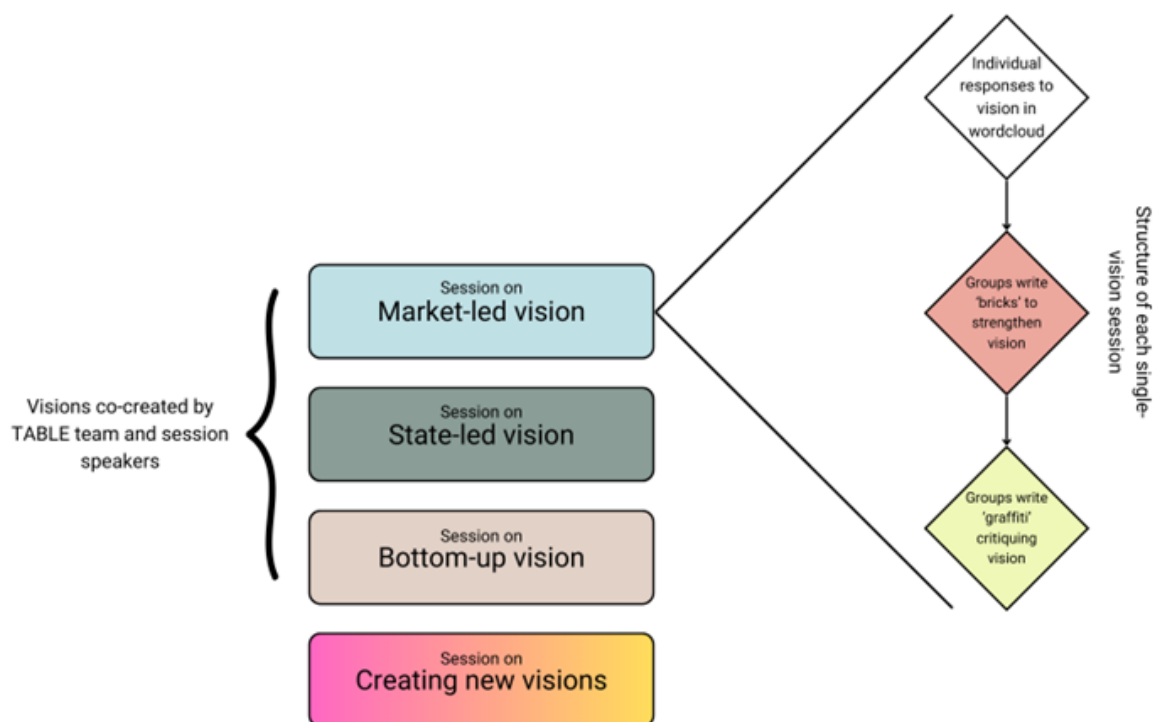 Individual
responses to
vision in
wordcloud
Structure of each single-
vision session
Groups write
'bricks' to
strengthen
vision
Groups write
'graffiti'
critiquing
vision
Session on
Market-led vision
Session on
State-led vision
Session on
Bottom-up vision
Session on
Creating new visions
Visions co-created by
TABLE team and session
speakers